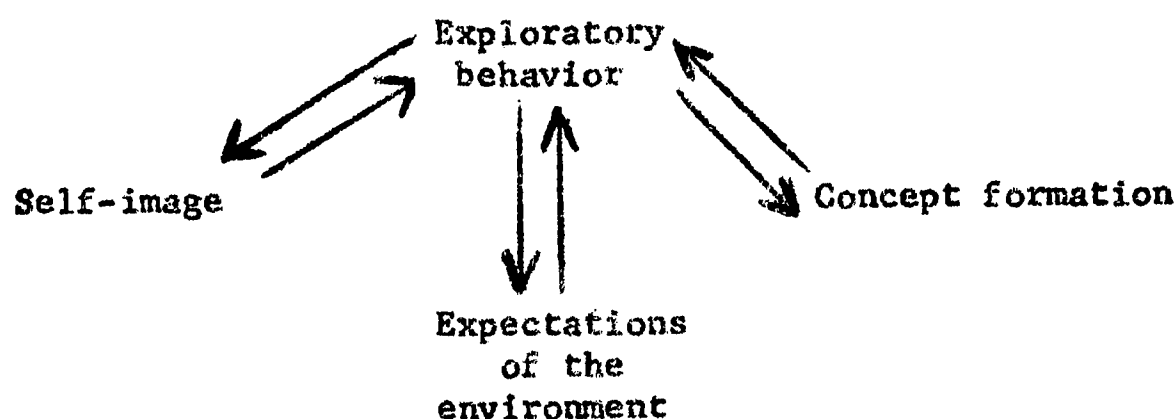 Exploratory
behavior
Self-image
Concept formation
Expectations
of the
environment